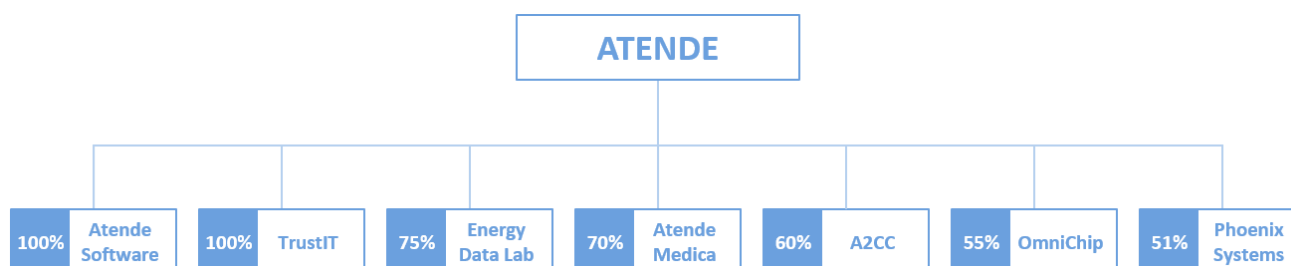 ATENDE
100%
Atende
Software
100%
TrustIT
75%
Energy
Data Lab
70%
Atende
Medica
60%
A2CC
55%
OmniChip
51%
Phoenix
Systems